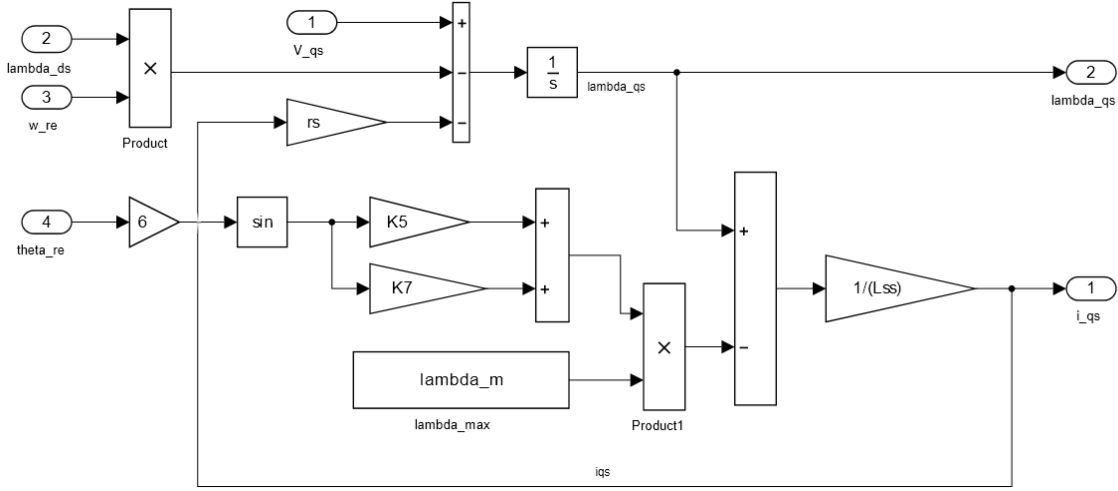 1
V_qs
2
lambda_ds
3
w_re
×
Product
+
−
−
rs
1
s
lambda_qs
2
lambda_qs
4
theta_re
6
sin
K5
K7
+
+
lambda_m
lambda_max
×
Product1
+
−
1/(Lss)
1
i_qs
iqs